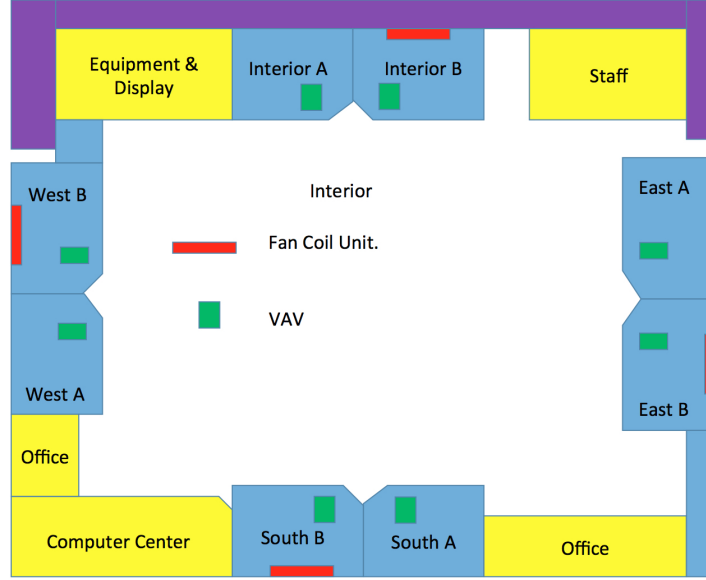 Equipment &
Display
Interior A
Interior B
Staff
West B
Interior
East A
Fan Coil Unit.
VAV
West A
East B
Office
Computer Center
South B
South A
Office